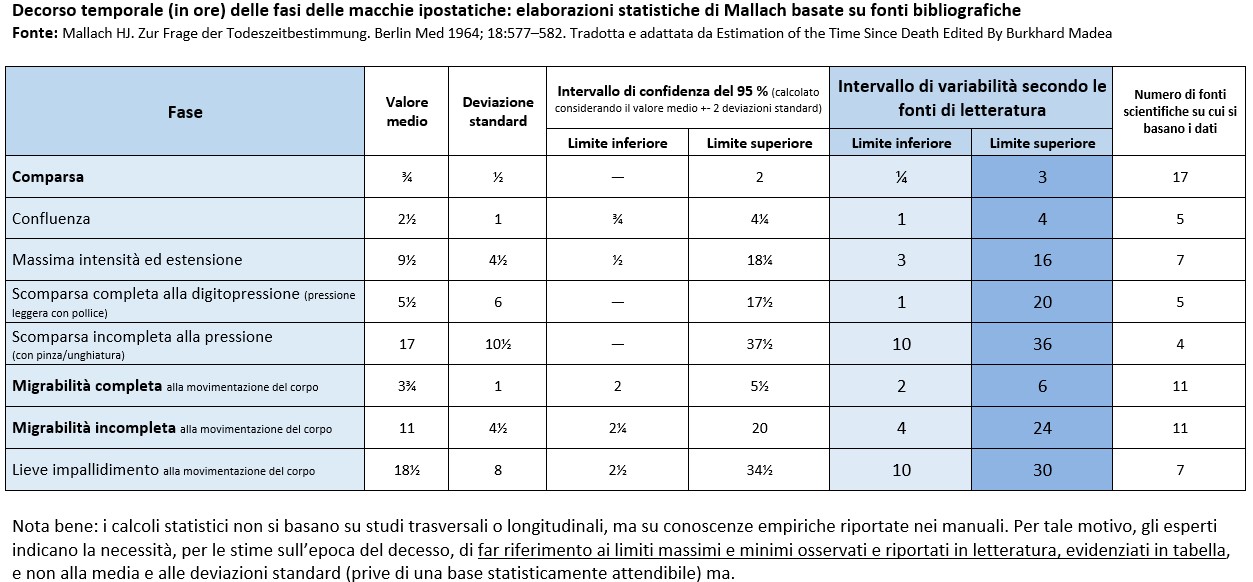 Decorso temporale (in ore) delle fasi delle macchie ipostatiche: elaborazioni statistiche di Mallach basate su fonti bibliografiche
Fonte: Mallach HJ. Zur Frage der Todeszeitbestimmung. Berlin Med 1964; 18:577–582. Tradotta e adattata da Estimation of the Time Since Death Edited By Burkhard Madea
Fase
Valore
medio
Deviazione
standard
Intervallo di confidenza del 95 % (calcolato
considerando il valore medio +- 2 deviazioni standard)
Limite inferiore
Limite superiore
Intervallo di variabilità secondo le
fonti di letteratura
Limite inferiore
Limite superiore
Numero di fonti
scientifiche su cui si
basano i dati
Comparsa ¾ ½ — 2 ¼ 3 17
Confluenza 2½ 1 ¾ 4¼ 1 4 5
Massima intensità ed estensione 9½ 4½ ½ 18¼ 3 16 7
Scomparsa completa alla digitopressione (pressione
leggera con pollice) 5½ 6 — 17½ 1 20 5
Scomparsa incompleta alla pressione
(con pinza/unghiatura) 17 10½ — 37½ 10 36 4
Migrabilità completa alla movimentazione del corpo 3¾ 1 2 5½ 2 6 11
Migrabilità incompleta alla movimentazione del corpo 11 4½ 2¼ 20 4 24 11
Lieve impallidimento alla movimentazione del corpo 18½ 8 2½ 34½ 10 30 7
Nota bene: i calcoli statistici non si basano su studi trasversali o longitudinali, ma su conoscenze empiriche riportate nei manuali. Per tale motivo, gli esperti
indicano la necessità, per le stime sull’epoca del decesso, di far riferimento ai limiti massimi e minimi osservati e riportati in letteratura, evidenziati in tabella,
e non alla media e alle deviazioni standard (prive di una base statisticamente attendibile) ma.